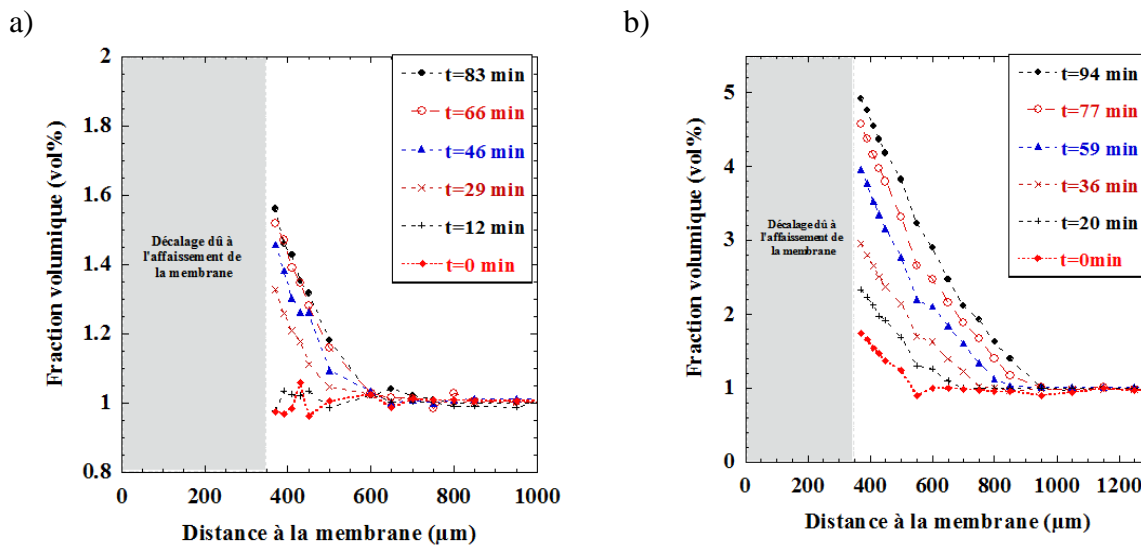 a)
Fraction volumique (vol%)
2
1.8
1.6
1.4
1.2
1
0.8
0
200
400
600
800
1000
Distance à la membrane (µm)
Décalage dû à
l'affaissement de
la membrane
t=83 min
t=66 min
t=46 min
t=29 min
t=12 min
t=0 min
b)
Fraction volumique (vol%)
5
4
3
2
1
0
0
200
400
600
800
1000
1200
Distance à la membrane (µm)
Décalage dû à
l'affaissement de
la membrane
t=94 min
t=77 min
t=59 min
t=36 min
t=20 min
t=0min